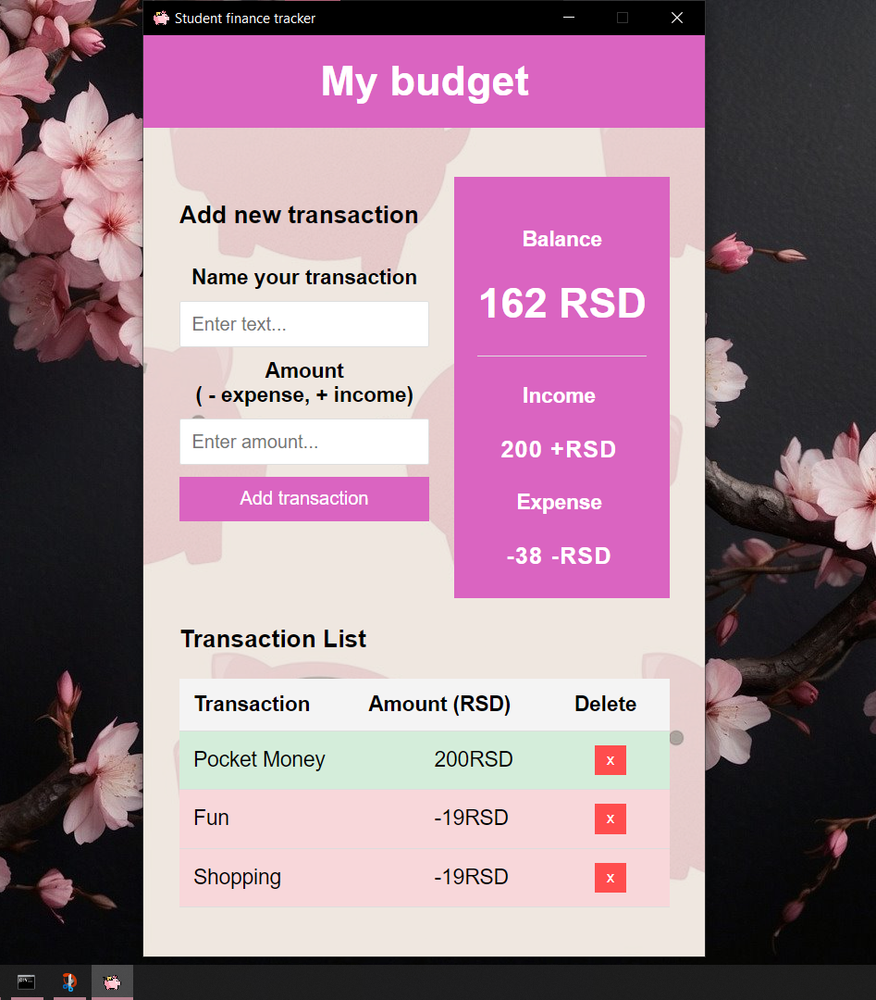 Student finance tracker
My budget
Add new transaction
Name your transaction
Enter text...
Amount
( - expense, + income)
Enter amount...
Add transaction
Balance
162 RSD
Income
200 +RSD
Expense
-38 -RSD
Transaction List
Transaction Amount (RSD) Delete
Pocket Money 200RSD x
Fun -19RSD x
Shopping -19RSD x